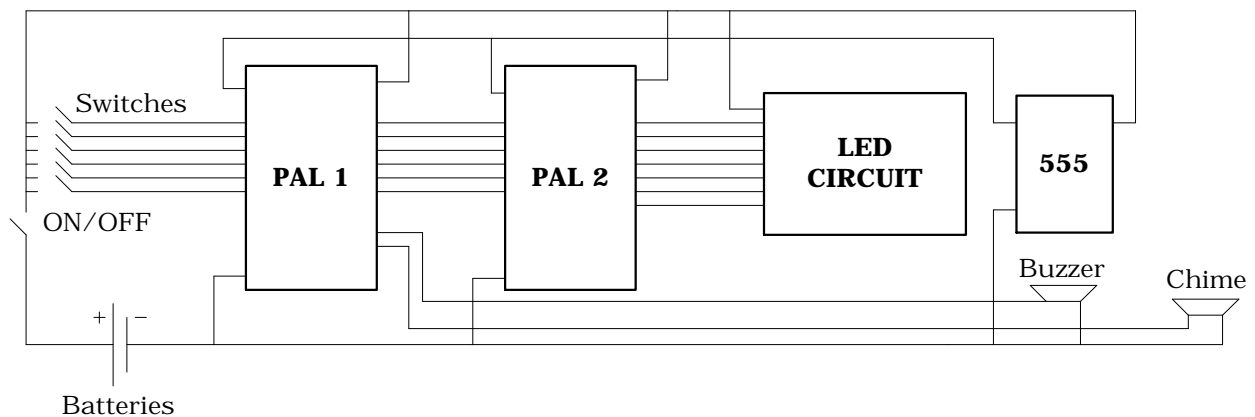 Switches
PAL 1
PAL 2
LED
CIRCUIT
555
ON/OFF
Buzzer
Chime
+
−
Batteries